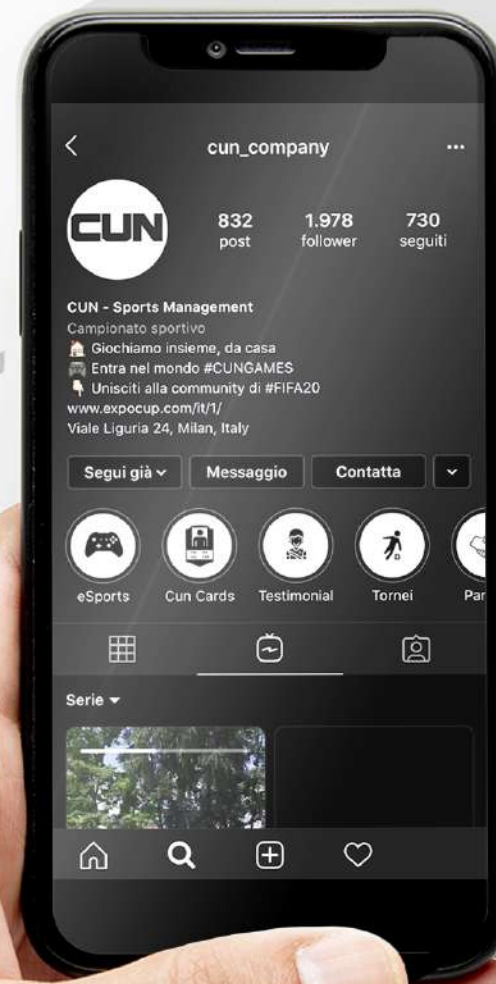 cun_company
CUN
832 1.978 730
post follower seguiti
CUN - Sports Management
Campionato sportivo
🏠 Giochiamo insieme, da casa
🎮 Entra nel mondo #CUNGAMES
👇🏻 Unisciti alla community di #FIFA20
www.expocup.com/it/1/
Viale Liguria 24, Milan, Italy
Segui già Messaggio Contatta
eSports Cun Cards Testimonial Tornei Par
Serie